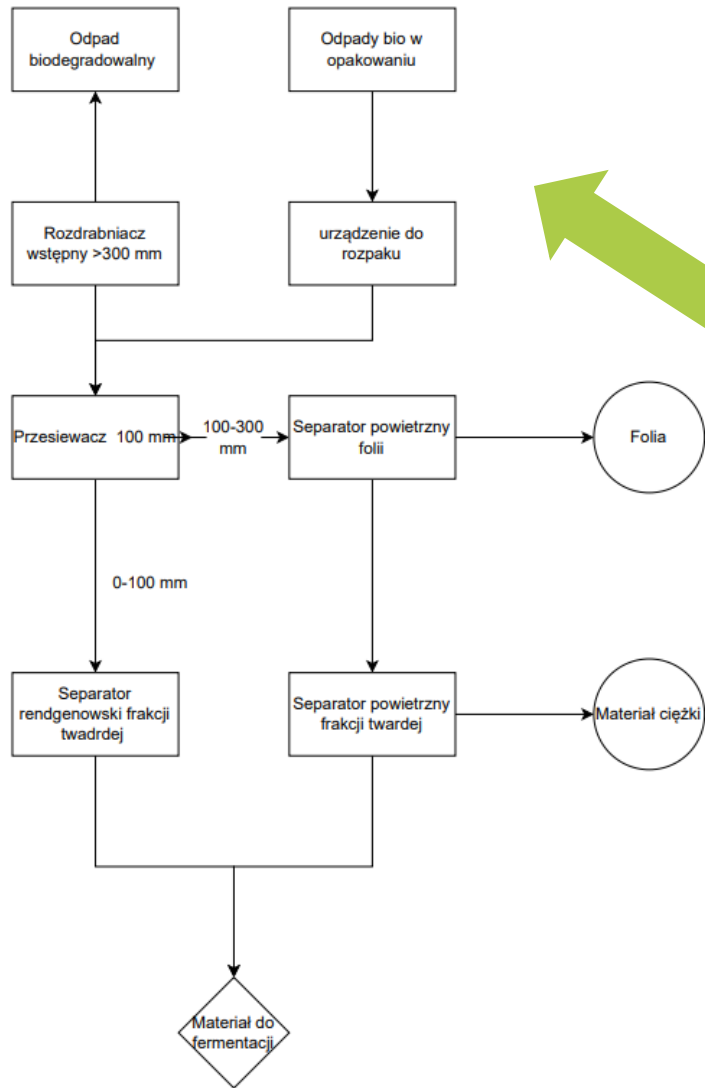 Odpad
biodegradowalny
Odpady bio w
opakowaniu
Rozdrabniacz
wstępny >300 mm
urządzenie do
rozpaku
Przesiewacz 100 mm
100-300
mm
Separator powietrzny
folii
Folia
0-100 mm
Separator
rendgenowski frakcji
twadrdej
Separator powietrzny
frakcji twardej
Materiał ciężki
Materiał do
fermentacji